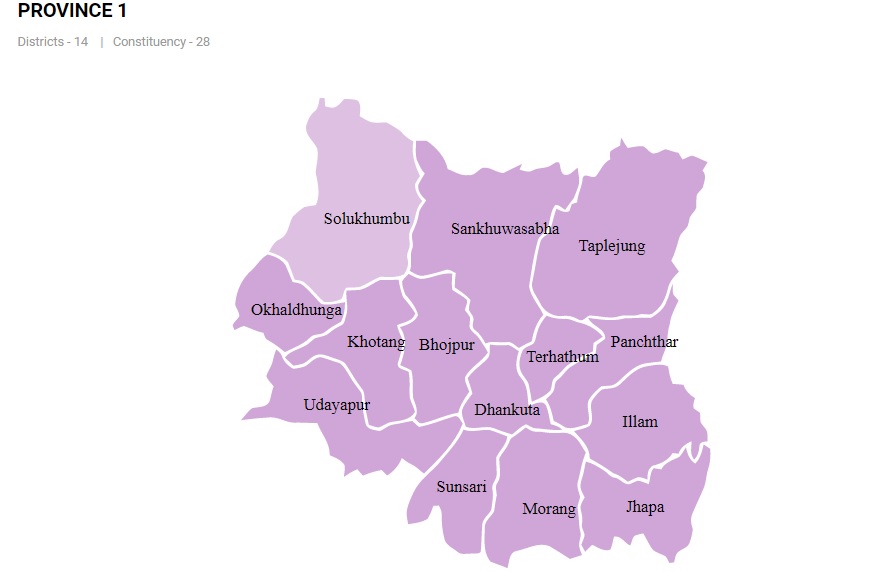 PROVINCE 1
Districts - 14 | Constituency - 28
Solukhumbu
Sankhuwasabha
Taplejung
Okhaldhunga
Khotang
Bhojpur
Terhathum
Panchthar
Udayapur
Dhankuta
Illam
Sunsari
Morang
Jhapa